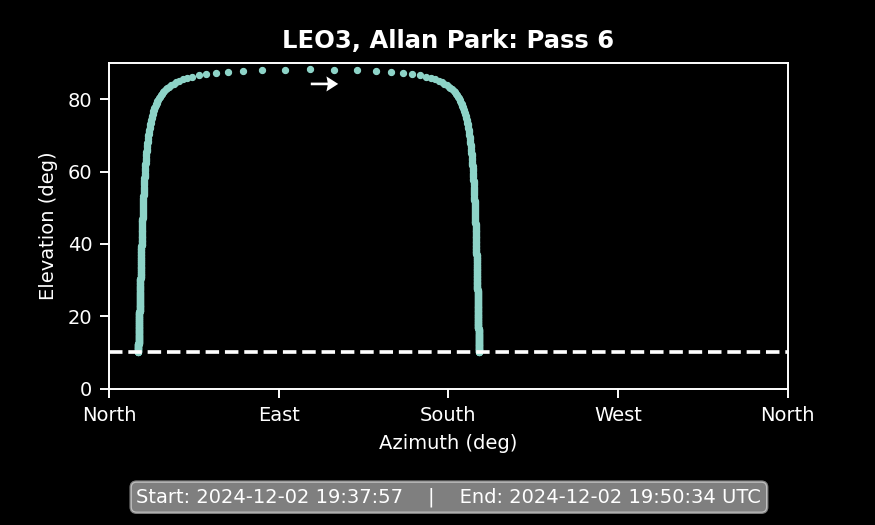 LEO3, Allan Park: Pass 6
80
60
40
20
0
Elevation (deg)
North East South West North
Azimuth (deg)
Start: 2024-12-02 19:37:57 | End: 2024-12-02 19:50:34 UTC